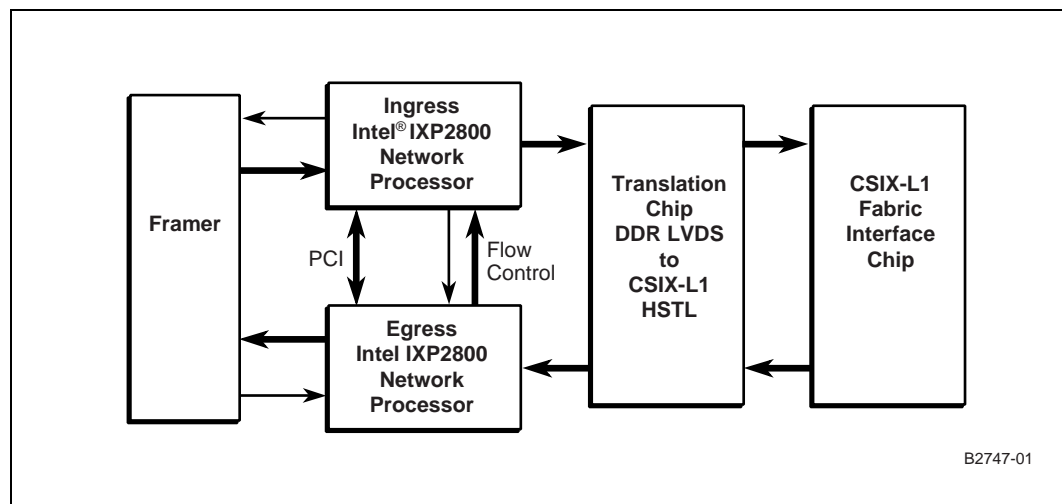 Framer
Ingress
Intel® IXP2800
Network
Processor
PCI
Flow
Control
Egress
Intel IXP2800
Network
Processor
Translation
Chip
DDR LVDS
to
CSIX-L1
HSTL
CSIX-L1
Fabric
Interface
Chip
B2747-01